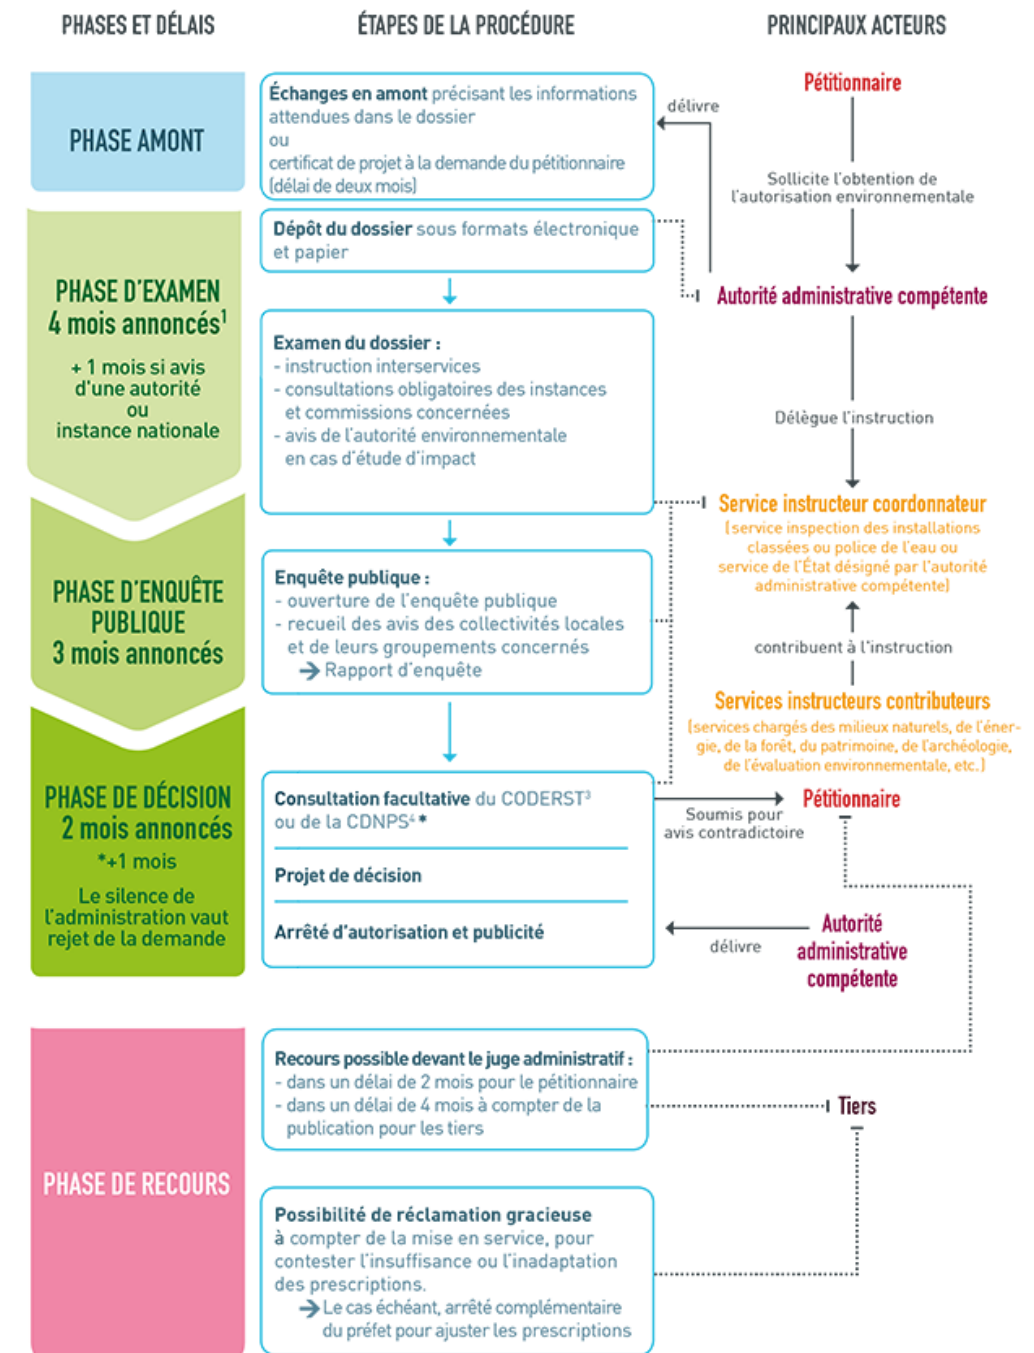 PHASES ET DÉLAIS
ÉTAPES DE LA PROCÉDURE
PRINCIPAUX ACTEURS
PHASE AMONT
Échanges en amont précisant les informations
attendues dans le dossier
ou
certificat de projet à la demande du pétitionnaire
(délai de deux mois)
délivre
Pétitionnaire
Sollicite l'obtention de
l'autorisation environnementale
PHASE D'EXAMEN
4 mois annoncés¹
+ 1 mois si avis
d'une autorité
ou
instance nationale
Dépôt du dossier sous formats électronique
et papier
Autorité administrative compétente
Examen du dossier :
- instruction interservices
- consultations obligatoires des instances
et commissions concernées
- avis de l'autorité environnementale
en cas d'étude d'impact
Délègue l'instruction
Service instructeur coordonnateur
(service inspection des installations
classées ou police de l'eau ou
service de l'État désigné par l'autorité
administrative compétente)
PHASE D'ENQUÊTE
PUBLIQUE
3 mois annoncés
Enquête publique :
- ouverture de l'enquête publique
- recueil des avis des collectivités locales
et de leurs groupements concernés
→ Rapport d'enquête
contribuent à l'instruction
Services instructeurs contributeurs
(services chargés des milieux naturels, de l'éner-
gie, de la forêt, du patrimoine, de l'archéologie,
de l'évaluation environnementale, etc.)
PHASE DE DÉCISION
2 mois annoncés
*+1 mois
Le silence de
l'administration vaut
rejet de la demande
Consultation facultative du CODERST³
ou de la CDNPS⁴ *
Projet de décision
Arrêté d'autorisation et publicité
Soumis pour
avis contradictoire
Pétitionnaire
délivre
Autorité
administrative
compétente
PHASE DE RECOURS
Recours possible devant le juge administratif :
- dans un délai de 2 mois pour le pétitionnaire
- dans un délai de 4 mois à compter de la
publication pour les tiers
Tiers
Possibilité de réclamation gracieuse
à compter de la mise en service, pour
contester l'insuffisance ou l'inadaptation
des prescriptions.
→ Le cas échéant, arrêté complémentaire
du préfet pour ajuster les prescriptions